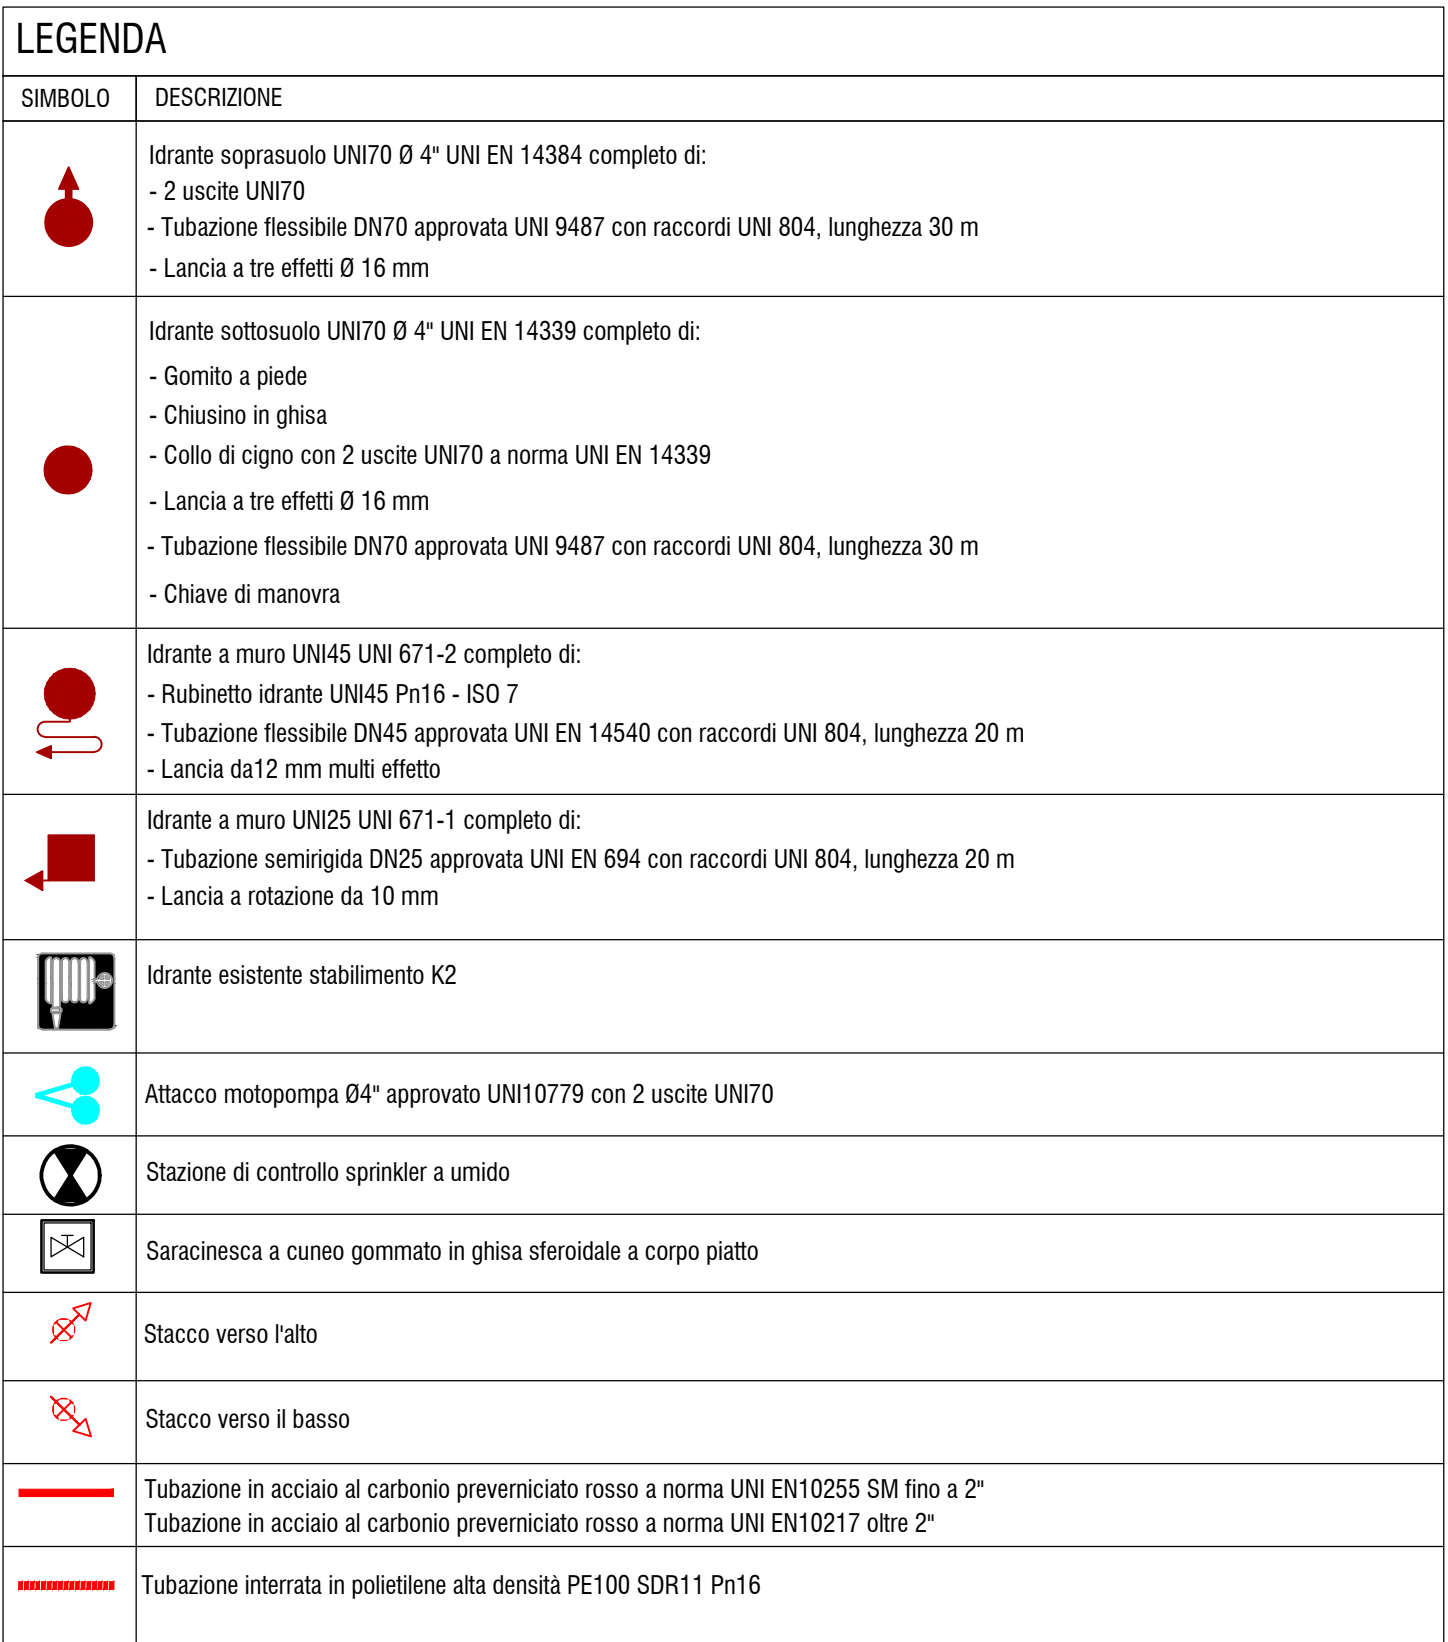 LEGENDA
SIMBOLO
DESCRIZIONE
Idrante soprasuolo UNI70 Ø 4" UNI EN 14384 completo di:
- 2 uscite UNI70
- Tubazione flessibile DN70 approvata UNI 9487 con raccordi UNI 804, lunghezza 30 m
- Lancia a tre effetti Ø 16 mm
Idrante sottosuolo UNI70 Ø 4" UNI EN 14339 completo di:
- Gomito a piede
- Chiusino in ghisa
- Collo di cigno con 2 uscite UNI70 a norma UNI EN 14339
- Lancia a tre effetti Ø 16 mm
- Tubazione flessibile DN70 approvata UNI 9487 con raccordi UNI 804, lunghezza 30 m
- Chiave di manovra
Idrante a muro UNI45 UNI 671-2 completo di:
- Rubinetto idrante UNI45 Pn16 - ISO 7
- Tubazione flessibile DN45 approvata UNI EN 14540 con raccordi UNI 804, lunghezza 20 m
- Lancia da12 mm multi effetto
Idrante a muro UNI25 UNI 671-1 completo di:
- Tubazione semirigida DN25 approvata UNI EN 694 con raccordi UNI 804, lunghezza 20 m
- Lancia a rotazione da 10 mm
Idrante esistente stabilimento K2
Attacco motopompa Ø4" approvato UNI10779 con 2 uscite UNI70
Stazione di controllo sprinkler a umido
Saracinesca a cuneo gommato in ghisa sferoidale a corpo piatto
Stacco verso l'alto
Stacco verso il basso
Tubazione in acciaio al carbonio preverniciato rosso a norma UNI EN10255 SM fino a 2"
Tubazione in acciaio al carbonio preverniciato rosso a norma UNI EN10217 oltre 2"
Tubazione interrata in polietilene alta densità PE100 SDR11 Pn16